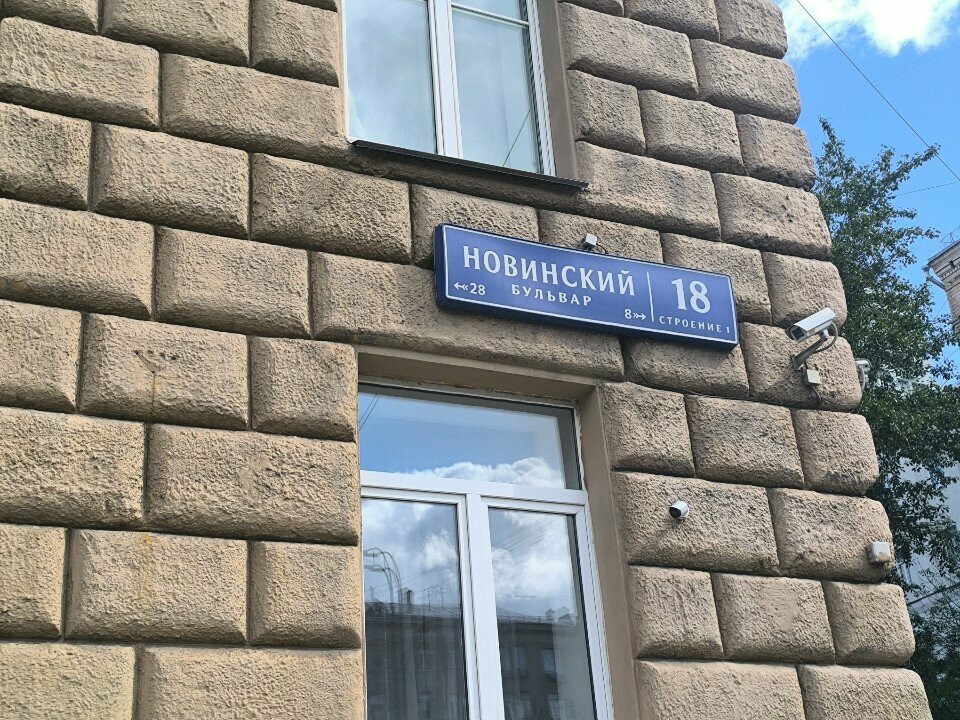 НОВИНСКИЙ
БУЛЬВАР
←28
8→
18
СТРОЕНИЕ 1